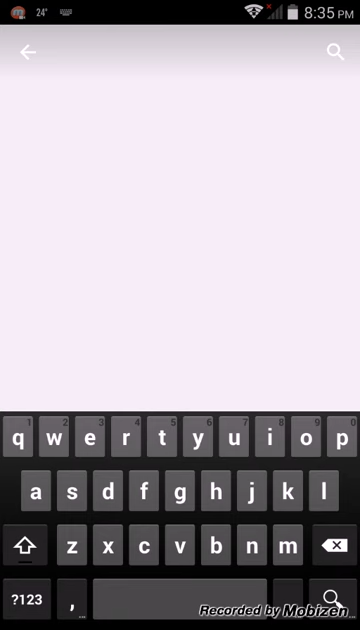 24°
8:35 PM
1 2 3 4 5 6 7 8 9 0
q w e r t y u i o p
a s d f g h j k l
z x c v b n m
?123 , ...
Recorded by Mobizen